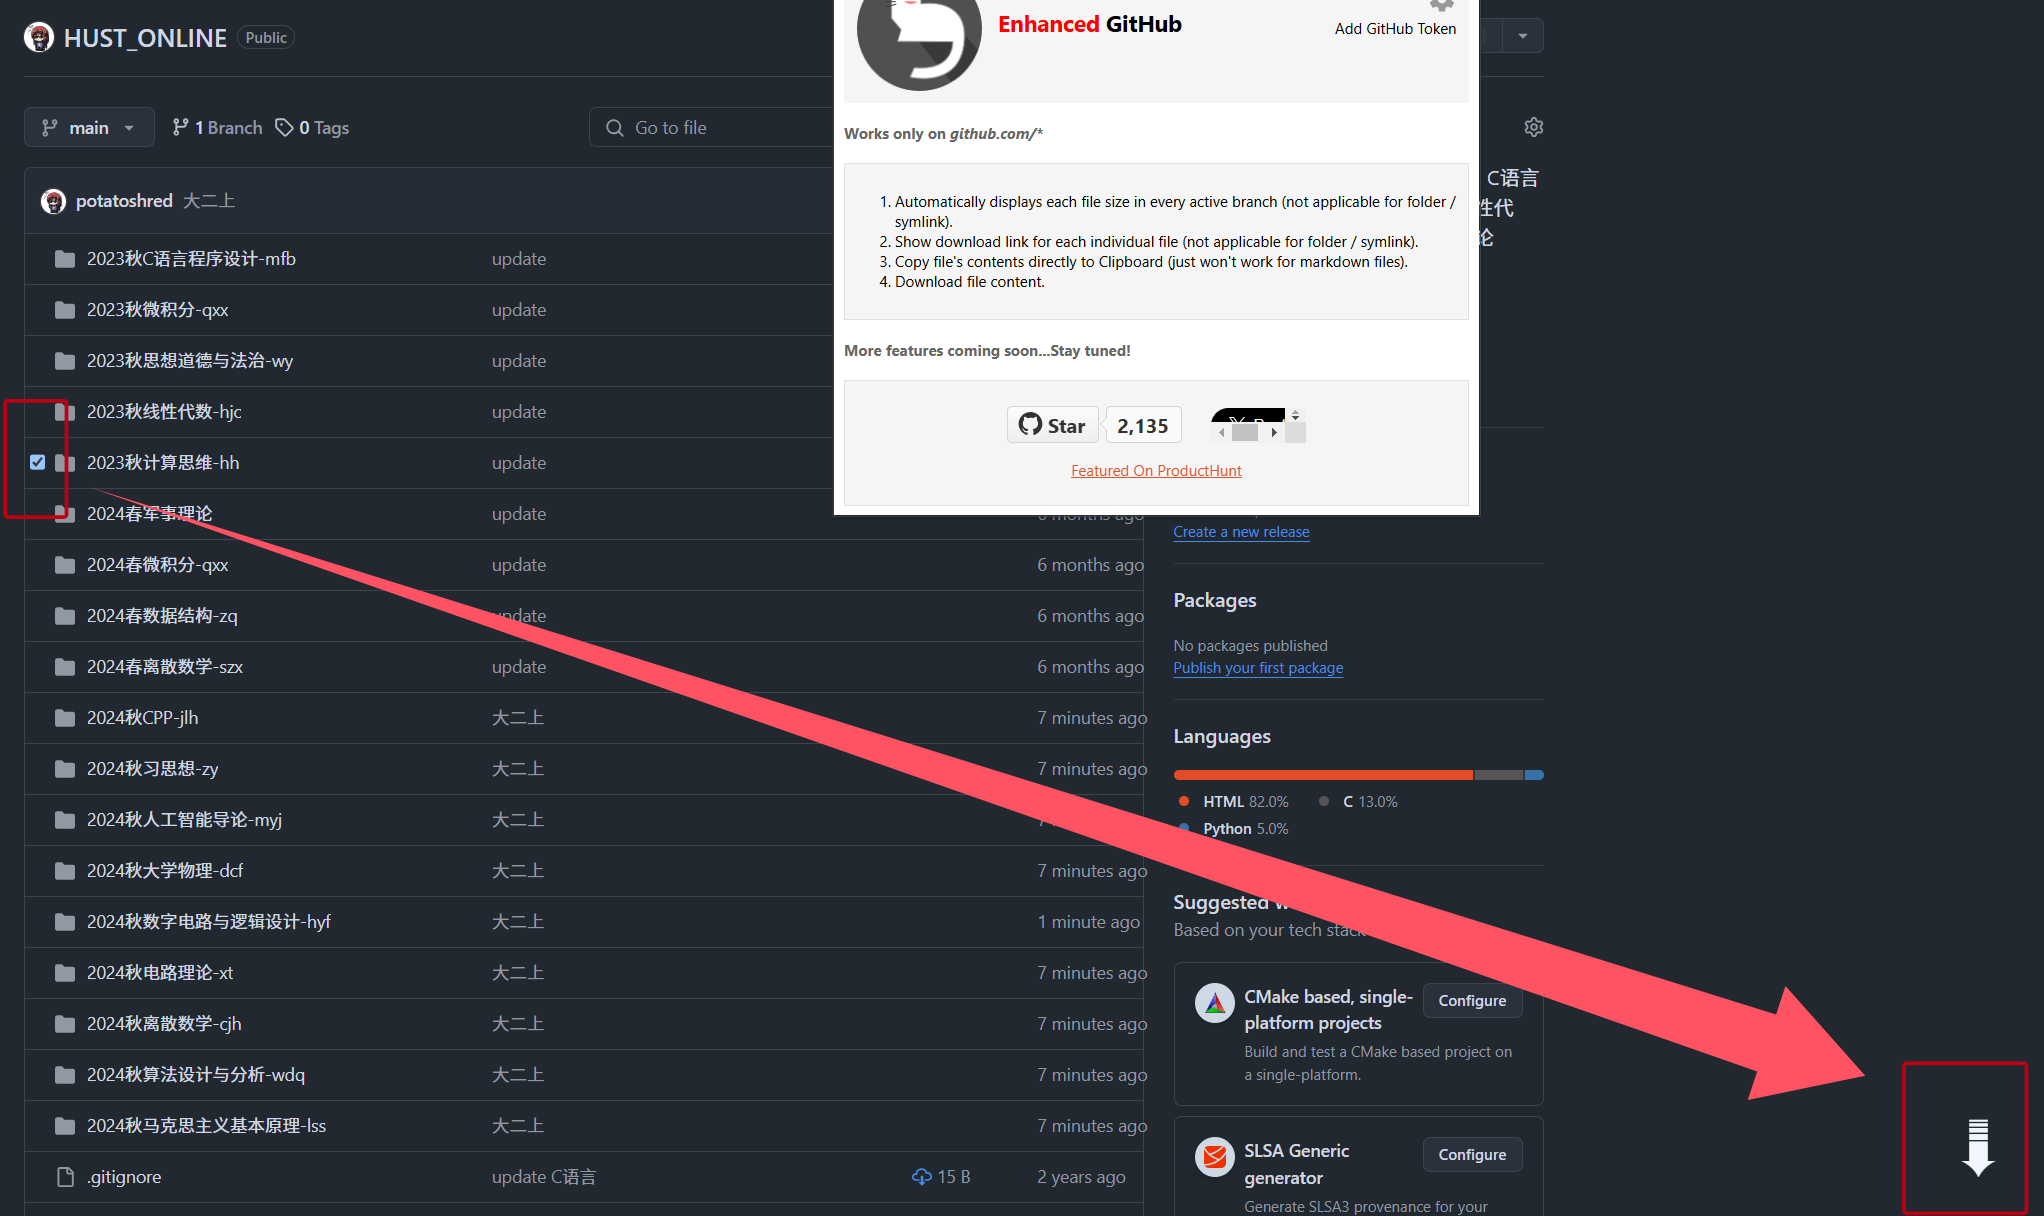 HUST_ONLINE Public
Enhanced GitHub
Add GitHub Token
main
1 Branch
0 Tags
Go to file
Works only on github.com/*
1. Automatically displays each file size in every active branch (not applicable for folder /
symlink).
2. Show download link for each individual file (not applicable for folder / symlink).
3. Copy file's contents directly to Clipboard (just won't work for markdown files).
4. Download file content.
More features coming soon...Stay tuned!
Star 2,135
Featured On ProductHunt
C语言
性代
论
potatoshred 大二上
2023秋C语言程序设计-mfb update
2023秋微积分-qxx update
2023秋思想道德与法治-wy update
2023秋线性代数-hjc update
2023秋计算思维-hh update
2024春军事理论 update 6 months ago
2024春微积分-qxx update 6 months ago
2024春数据结构-zq update 6 months ago
2024春离散数学-szx update 6 months ago
2024秋CPP-jlh 大二上 7 minutes ago
2024秋习思想-zy 大二上 7 minutes ago
2024秋人工智能导论-myj 大二上
2024秋大学物理-dcf 大二上 7 minutes ago
2024秋数字电路与逻辑设计-hyf 大二上 1 minute ago
2024秋电路理论-xt 大二上 7 minutes ago
2024秋离散数学-cjh 大二上 7 minutes ago
2024秋算法设计与分析-wdq 大二上 7 minutes ago
2024秋马克思主义基本原理-lss 大二上 7 minutes ago
.gitignore update C语言 15 B 2 years ago
Create a new release
Packages
No packages published
Publish your first package
Languages
HTML 82.0%
C 13.0%
Python 5.0%
Suggested
Based on your tech stack
CMake based, single-
platform projects
Configure
Build and test a CMake based project on
a single-platform.
SLSA Generic
generator
Configure
Generate SLSA3 provenance for your